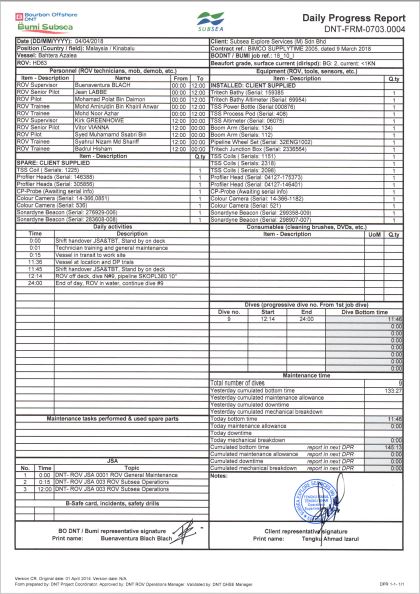 Bourbon Offshore
DNT
Bumi Subsea
SUBSEA
Daily Progress Report
DNT-FRM-0703.0004
Date (DD/MM/YYYY): 04/04/2018
Client: Subsea Explore Services (M) Sdn Bhd
Position (Country / field): Malaysia / Kinabalu
Contract ref.: BIMCO SUPPLYTIME 2005, dated 9 March 2018
Vessel: Bahtera Azalea
BODNT / BUMI job ref.: 18_10_I
ROV: HD63
Beaufort grade, surface current (dirspd): BG: 2, current: <1KN
Personnel (ROV technicians, mob, demob, etc.)
Equipment (ROV, tools, sensors, etc.)
Item - Description Name From To
Item - Description Q.ty
ROV Supervisor Buenaventura BLACH 00:00 12:00
INSTALLED: CLIENT SUPPLIED
ROV Senior Pilot Jean LABBE 00:00 12:00
Tritech Bathy (Serial: 159385 1
ROV Pilot Mohamad Polat Bin Daimon 00:00 12:00
Tritech Bathy Altimeter (Serial: 69954) 1
ROV Trainee Mohd Amiruldin Bin Khairil Anwar 00:00 12:00
TSS Power Bottle (Serial:000876) 1
ROV Trainee Mohd Noor Azhar 00:00 12:00
TSS Process Pod (Serial: 408) 1
ROV Supervisor Kim GREENHOWE 12:00 00:00
TSS Altimeter (Serial: 06075) 1
ROV Senior Pilot Vitor VIANNA 12:00 00:00
Boom Arm (Serial: 134) 1
ROV Pilot Syed Muhammad Ssabri Bin 12:00 00:00
Boom Arm (Serial: 112) 1
ROV Trainee Syahrul Nizam Md Shariff 12:00 00:00
Pipeline Wheel Set (Serial: 32ENG1002) 1
ROV Trainee Badrul Hisham 12:00 00:00
Tritech Junction Box (Serial: 2336564) 1
Item - Description Q.ty
TSS Coils (Serial: 1151) 1
SPARE: CLIENT SUPPLIED
TSS Coils (Serial: 2318) 1
TSS Coil (Serials: 1225) 1
TSS Coils (Serial: 2098) 1
Profiler Heads (Serial: 146388) 1
Profiler Head (Serial: 04127-176373) 1
Profiler Heads (Serial: 305856) 1
Profiler Head (Serial: 04127-146401) 1
CP-Probe (Awaiting serial info) 1
CP-Probe (Awaiting serial info) 1
Colour Camera (Serial: 14-366.0851) 1
Colour Camera (Serial: 14-366-1182) 1
Colour Camera (Serial: 536) 1
Colour Camera (Serial: 521) 1
Sonardyne Beacon (Serial: 276929-006) 1
Sonardyne Beacon (Serial: 299358-009) 1
Sonardyne Beacon (Serial: 283608-008) 1
Sonardyne Beacon (Serial: 298907-007) 1
Daily activities
Consumables (cleaning brushes, DVDs, etc.)
Time Description
Item - Description UoM Q.ty
0:00 Shift handover JSA&TBT, Stand by on deck
0:01 Technician training and general maintenance
0:15 Vessel in transit to work site
11:36 Vessel at location and DP trials
11:45 Shift handover JSA&TBT. Stand by on deck
12:14 ROV off deck, dive N#9, pipeline SKOPL380 10"
24:00 End of day, ROV in water, continue dive #9
Dives (progressive dive no. From 1st job dive)
Dive no. Start End Dive Bottom time
9 12:14 24:00 11:46
0:00
0:00
0:00
0:00
0:00
0:00
0:00
Maintenance time
Total number of dives 9
Yesterday cumulated bottom time 133:27
Yesterday cumulated maintenance allowance
Yesterday cumulated downtime
Yesterday cumulated mechanical breakdown
Maintenance tasks performed & used spare parts
Today bottom time 11:46
Today maintenance allowance 0:00
Today downtime
Today mechanical breakdown 0:00
Cumulated bottom time report in next DPR 145:13
Cumulated maintenance allowance report in next DPR 0:00
Cumulated downtime report in next DPR 0:00
Cumulated mechanical breakdown report in next DPR 0:00
JSA
Notes:
No. Time Topic
1 0:00 DNT- ROV JSA 0001 ROV General Maintenance
2 0:15 DNT- ROV JSA 003 ROV Subsea Operations
3 12:00 DNT- ROV JSA 003 ROV Subsea Operations
B-Safe card, incidents, safety drills
BO DNT / Bumi representative signature
Print name: Buenaventura Blach Blach
Client representative signature
Print name: Tengku Ahmad Izarul
Version CR. Original date: 01 April 2014. Version date: N/A
Form prepared by: DNT Project Coordinator. Approved by: DNT ROV Operations Manager. Validated by: DNT QHSE Manager.
DPR 1-1- 1/1